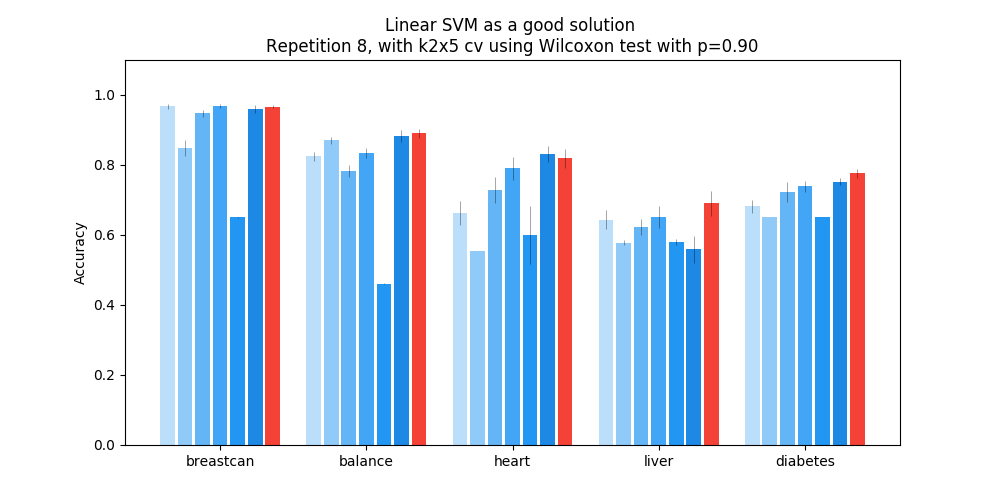 Linear SVM as a good solution
Repetition 8, with k2x5 cv using Wilcoxon test with p=0.90
1.0
0.8
0.6
0.4
0.2
0.0
Accuracy
breastcan balance heart liver diabetes